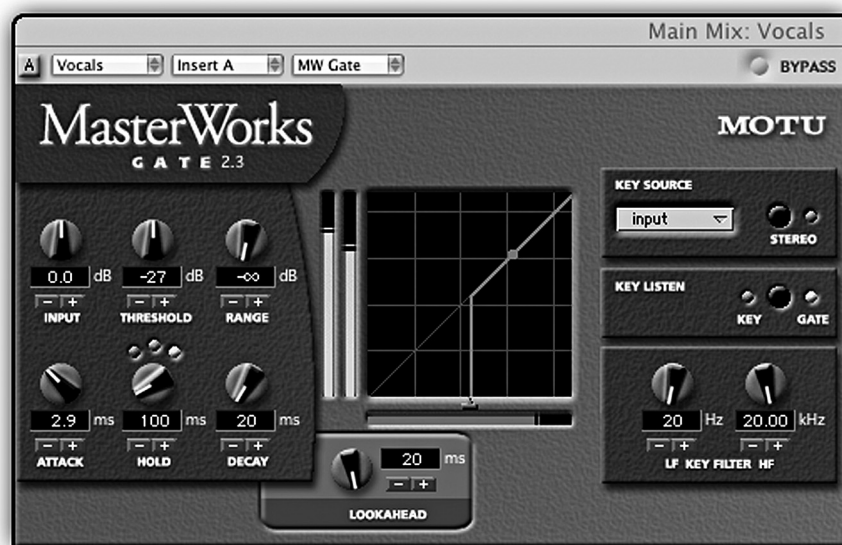 Main Mix: Vocals
A Vocals Insert A MW Gate BYPASS
MasterWorks
GATE 2.3
MOTU
KEY SOURCE
input
STEREO
0.0 dB -27 dB -∞ dB
- + - + - +
INPUT THRESHOLD RANGE
KEY LISTEN
KEY GATE
2.9 ms 100 ms 20 ms
- + - + - +
ATTACK HOLD DECAY
20 Hz 20.00 kHz
- + - +
LF KEY FILTER HF
20 ms
- +
LOOKAHEAD